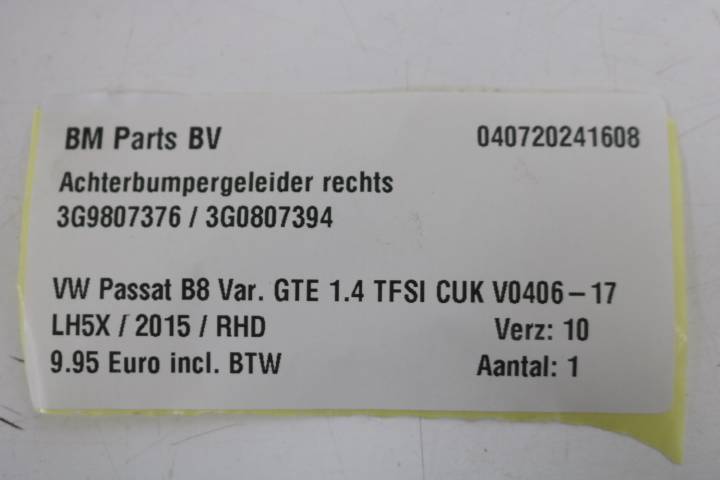 BM Parts BV 040720241608
Achterbumpergeleider rechts
3G9807376 / 3G0807394
VW Passat B8 Var. GTE 1.4 TFSI CUK V0406-17
LH5X / 2015 / RHD Verz: 10
9.95 Euro incl. BTW Aantal: 1